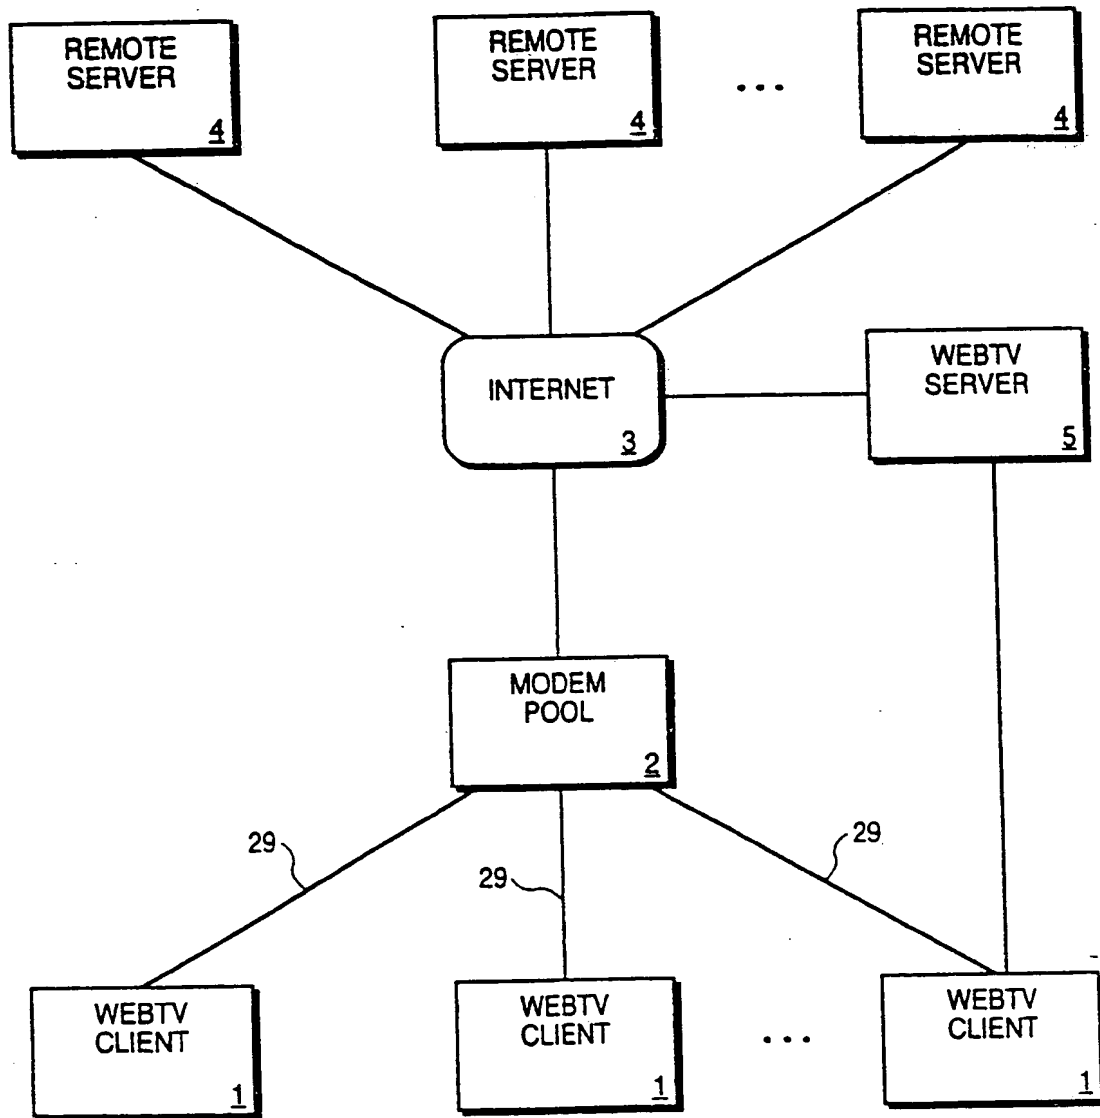 REMOTE
SERVER
4
REMOTE
SERVER
4
...
REMOTE
SERVER
4
INTERNET
3
WEBTV
SERVER
5
MODEM
POOL
2
29
29
29
WEBTV
CLIENT
1
WEBTV
CLIENT
1
...
WEBTV
CLIENT
1